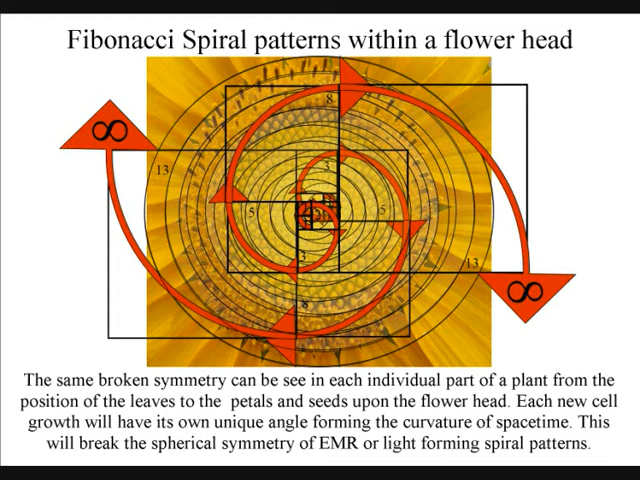 Fibonacci Spiral patterns within a flower head
∞
8
13
3
5
5
3
13
8
∞
The same broken symmetry can be see in each individual part of a plant from the
position of the leaves to the petals and seeds upon the flower head. Each new cell
growth will have its own unique angle forming the curvature of spacetime. This
will break the spherical symmetry of EMR or light forming spiral patterns.